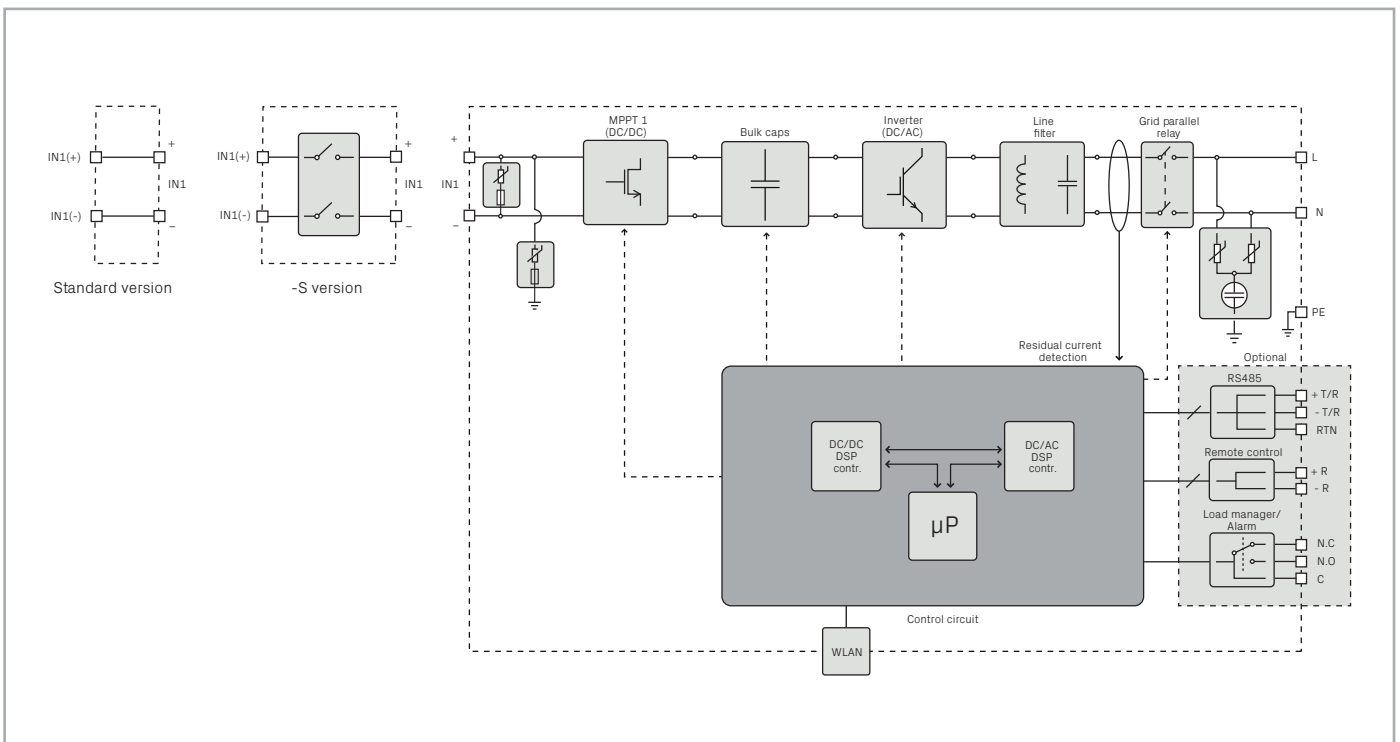 IN1(+)
IN1(-)
+
IN1
–
Standard version
IN1(+)
IN1(-)
+
IN1
–
-S version
+
IN1
–
MPPT 1
(DC/DC)
Bulk caps
Inverter
(DC/AC)
Line
filter
Grid parallel
relay
L
N
PE
Residual current
detection
Optional
RS485
+ T/R
- T/R
RTN
Remote control
+ R
- R
Load manager/
Alarm
N.C
N.O
C
DC/DC
DSP
contr.
DC/AC
DSP
contr.
µP
Control circuit
WLAN